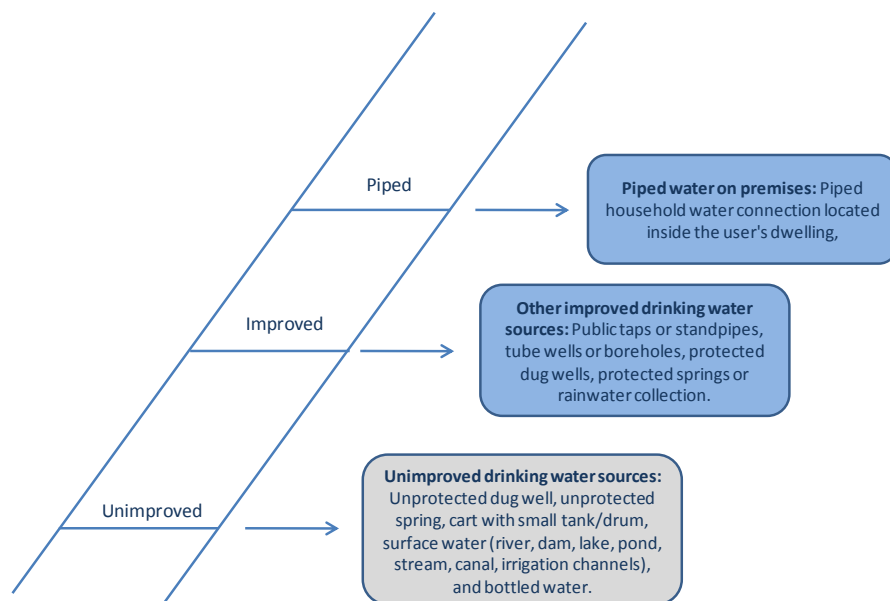 Piped
Piped water on premises: Piped
household water connection located
inside the user's dwelling,
Improved
Other improved drinking water
sources: Public taps or standpipes,
tube wells or boreholes, protected
dug wells, protected springs or
rainwater collection.
Unimproved
Unimproved drinking water sources:
Unprotected dug well, unprotected
spring, cart with small tank/drum,
surface water (river, dam, lake, pond,
stream, canal, irrigation channels),
and bottled water.